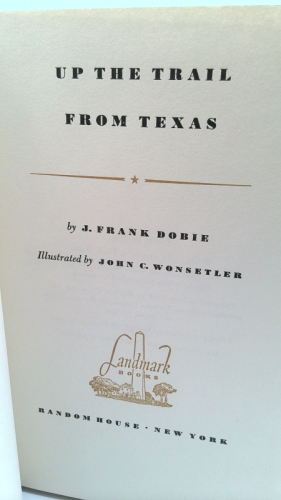 UP THE TRAIL
FROM TEXAS
by J. FRANK DOBIE
Illustrated by JOHN C. WONSETLER
Landmark
BOOKS
RANDOM HOUSE · NEW YORK